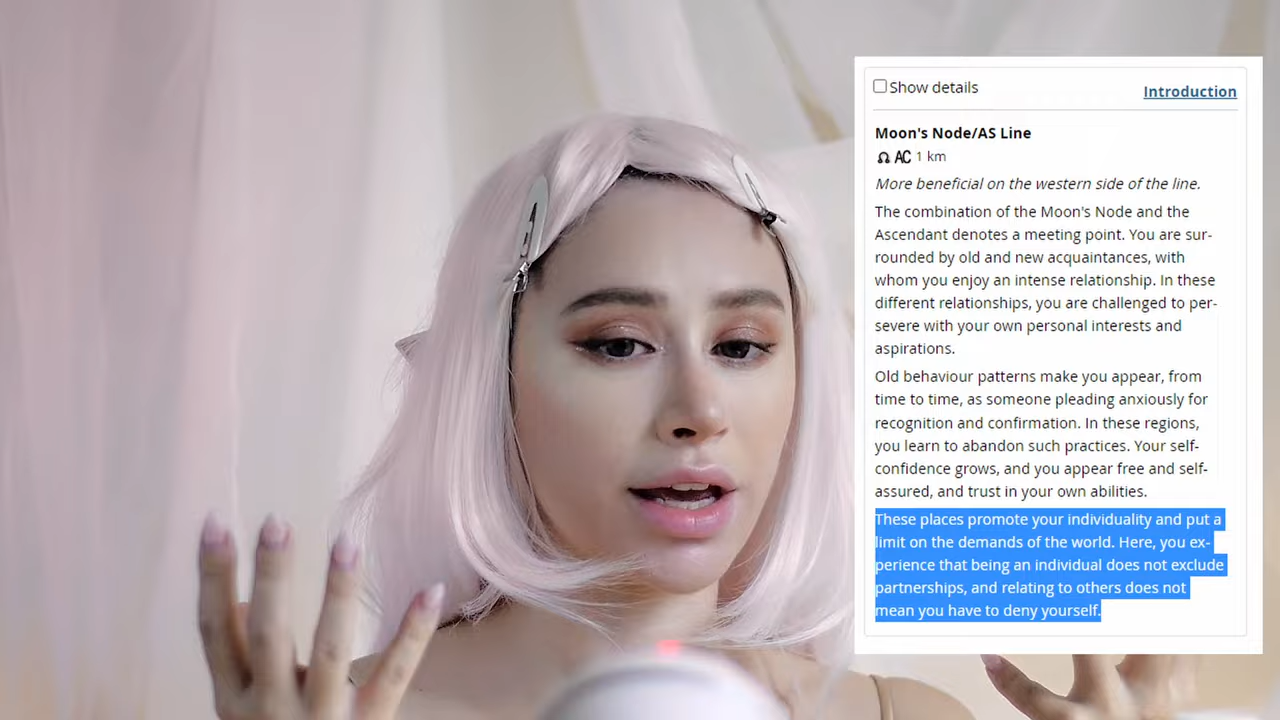 Show details
Introduction
Moon's Node/AS Line
☊ AC 1 km
More beneficial on the western side of the line.
The combination of the Moon's Node and the
Ascendant denotes a meeting point. You are sur-
rounded by old and new acquaintances, with
whom you enjoy an intense relationship. In these
different relationships, you are challenged to per-
severe with your own personal interests and
aspirations.
Old behaviour patterns make you appear, from
time to time, as someone pleading anxiously for
recognition and confirmation. In these regions,
you learn to abandon such practices. Your self-
confidence grows, and you appear free and self-
assured, and trust in your own abilities.
These places promote your individuality and put a
limit on the demands of the world. Here, you ex-
perience that being an individual does not exclude
partnerships, and relating to others does not
mean you have to deny yourself.